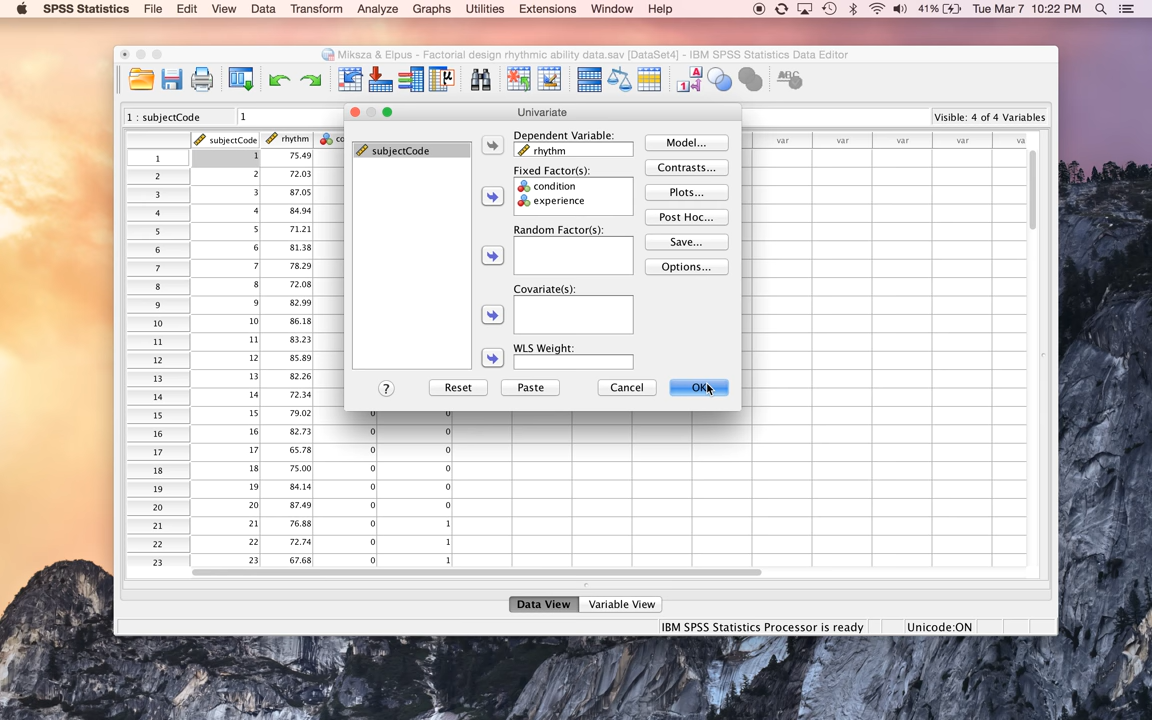 SPSS Statistics File Edit View Data Transform Analyze Graphs Utilities Extensions Window Help 41% Tue Mar 7 10:22 PM
Miksza & Elpus - Factorial design rhythmic ability data.sav [DataSet4] - IBM SPSS Statistics Data Editor
1 : subjectCode 1 Visible: 4 of 4 Variables
Univariate
subjectCode
Dependent Variable:
rhythm
Fixed Factor(s):
condition
experience
Random Factor(s):
Covariate(s):
WLS Weight:
Model...
Contrasts...
Plots...
Post Hoc...
Save...
Options...
? Reset Paste Cancel OK
subjectCode rhythm co var var var var va
1 1 75.49
2 2 72.03
3 3 87.05
4 4 84.94
5 5 71.21
6 6 81.38
7 7 78.29
8 8 72.08
9 9 82.99
10 10 86.18
11 11 83.23
12 12 85.89
13 13 82.26
14 14 72.34
15 15 79.02 0 0
16 16 82.73 0 0
17 17 65.78 0 0
18 18 75.00 0 0
19 19 84.14 0 0
20 20 87.49 0 0
21 21 76.88 0 1
22 22 72.74 0 1
23 23 67.68 0 1
Data View Variable View
IBM SPSS Statistics Processor is ready Unicode:ON